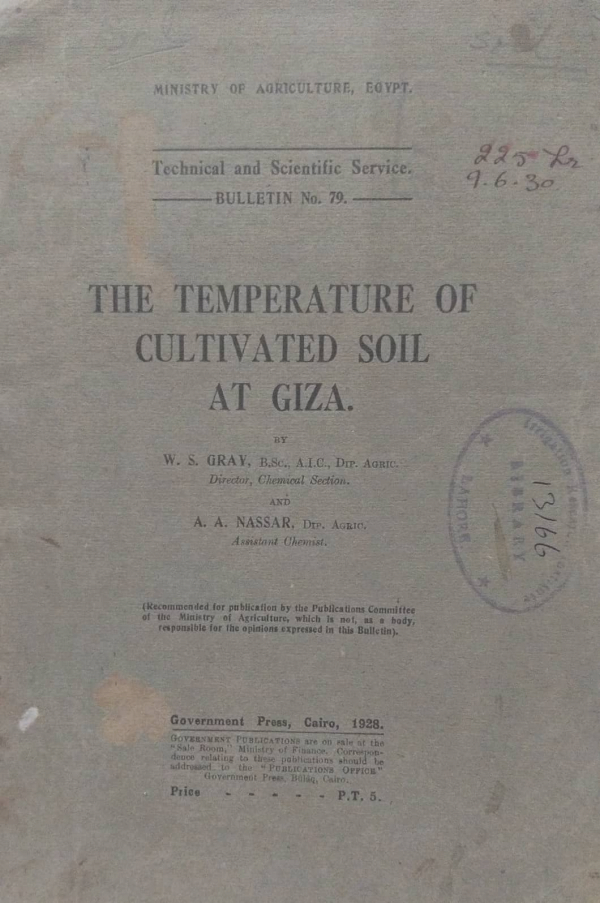 MINISTRY OF AGRICULTURE, EGYPT.
Technical and Scientific Service.
BULLETIN No. 79.
225
9.6.30
THE TEMPERATURE OF
CULTIVATED SOIL
AT GIZA.
BY
W. S. GRAY, B.Sc., A.I.C., Dip. Agric.
Director, Chemical Section.
AND
A. A. NASSAR, Dip. Agric.
Assistant Chemist.
Irrigation
LIBRARY
LAHORE
13166
(Recommended for publication by the Publications Committee
of the Ministry of Agriculture, which is not, as a body,
responsible for the opinions expressed in this Bulletin).
Government Press, Cairo, 1928.
GOVERNMENT PUBLICATIONS are on sale at the
"Sale Room," Ministry of Finance. Correspon-
dence relating to these publications should be
addressed to the "PUBLICATIONS OFFICE"
Government Press, Bûlâq, Cairo.
Price - - - - - P.T. 5.